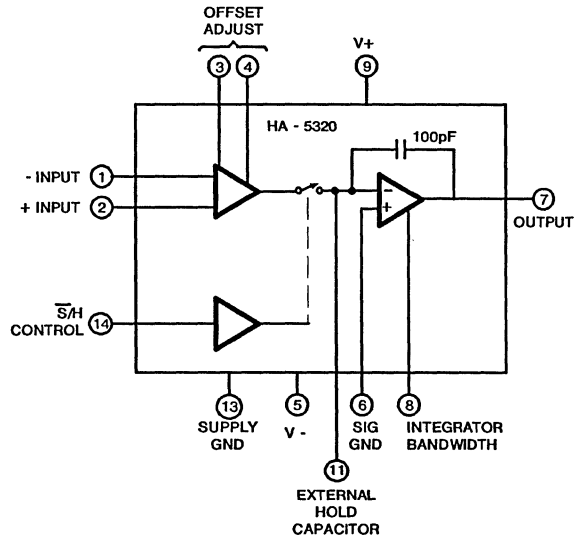 OFFSET
ADJUST
3
4
V+
9
HA - 5320
100pF
- INPUT
1
+ INPUT
2
−
+
7
OUTPUT
S̅/H
CONTROL
14
13
SUPPLY
GND
5
V -
6
SIG
GND
8
INTEGRATOR
BANDWIDTH
11
EXTERNAL
HOLD
CAPACITOR